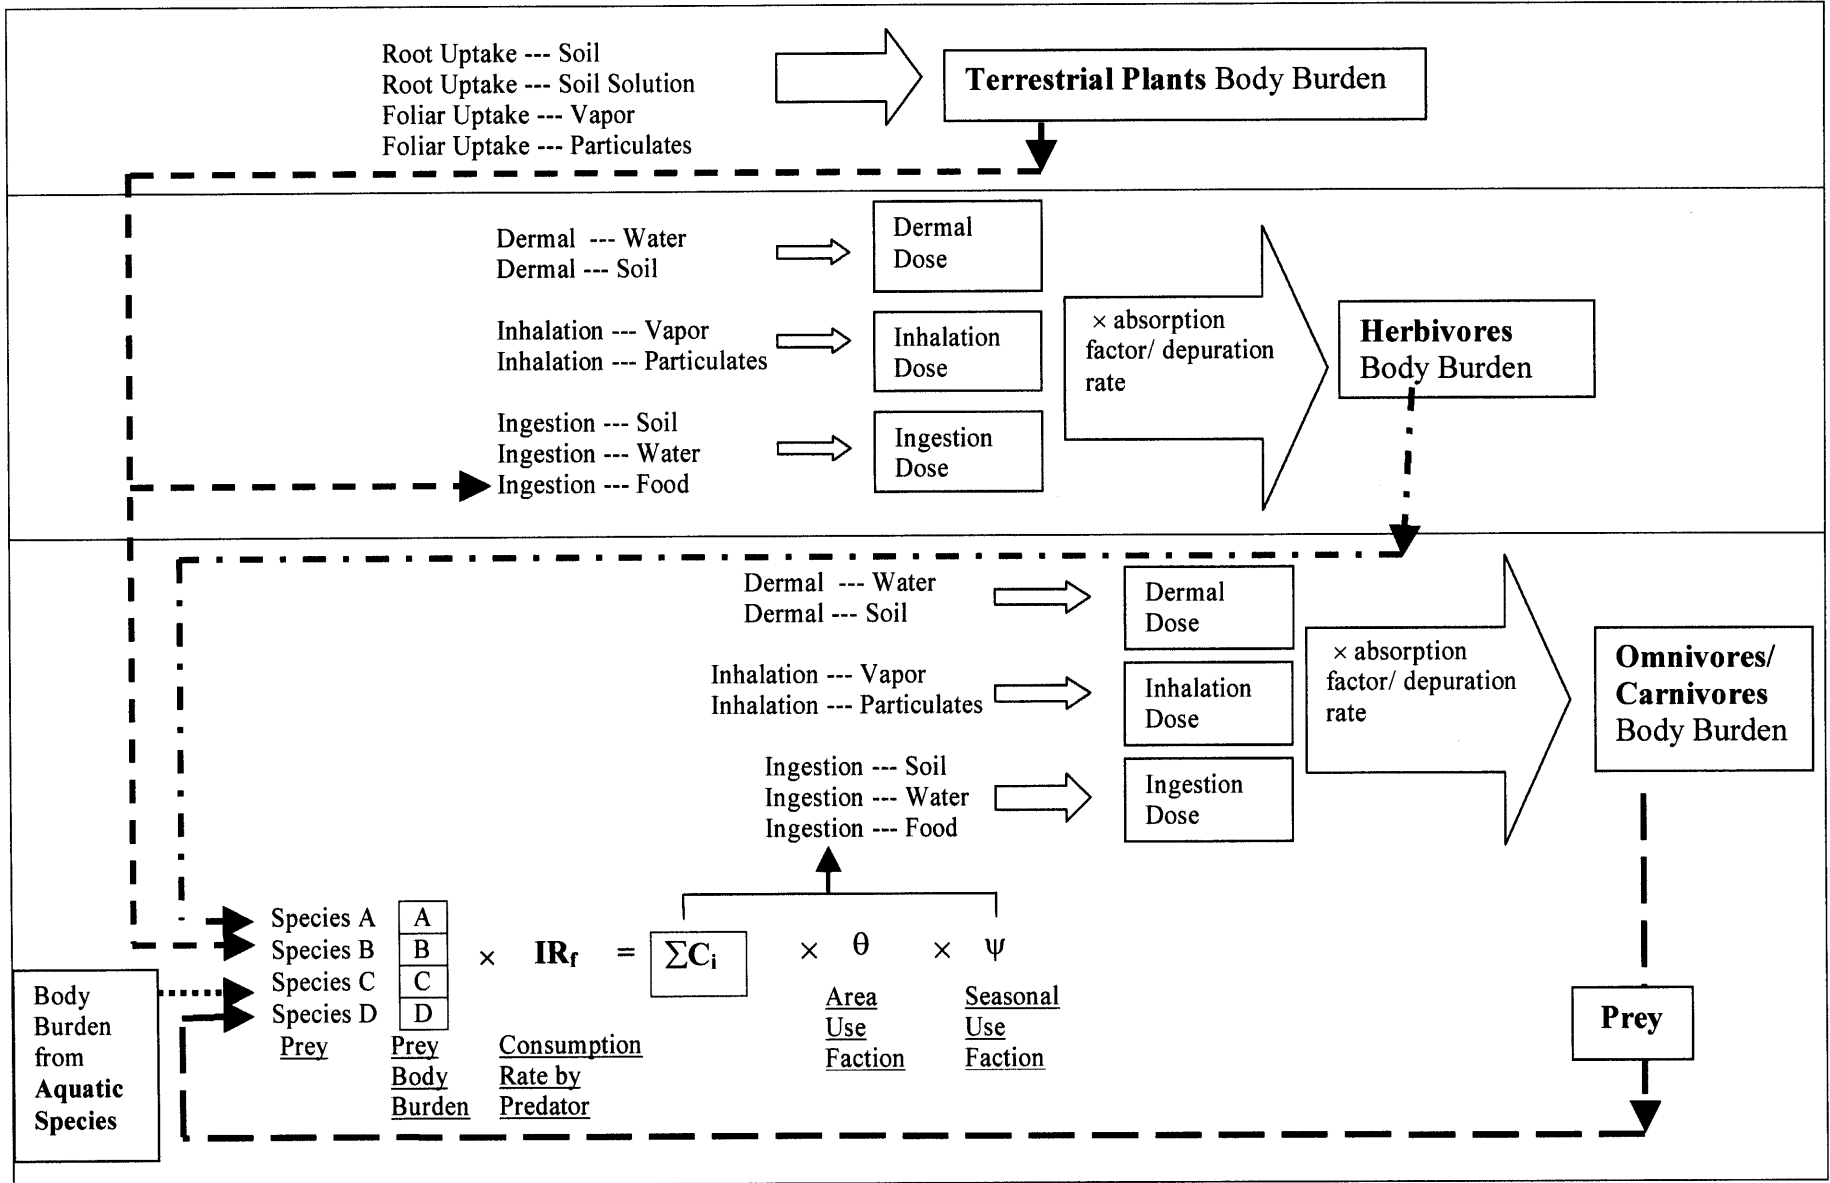 Root Uptake --- Soil
Root Uptake --- Soil Solution
Foliar Uptake --- Vapor
Foliar Uptake --- Particulates
Terrestrial Plants Body Burden
Dermal --- Water
Dermal --- Soil
Dermal
Dose
Inhalation --- Vapor
Inhalation --- Particulates
Inhalation
Dose
Ingestion --- Soil
Ingestion --- Water
Ingestion --- Food
Ingestion
Dose
× absorption
factor/ depuration
rate
Herbivores
Body Burden
Dermal --- Water
Dermal --- Soil
Dermal
Dose
Inhalation --- Vapor
Inhalation --- Particulates
Inhalation
Dose
Ingestion --- Soil
Ingestion --- Water
Ingestion --- Food
Ingestion
Dose
× absorption
factor/ depuration
rate
Omnivores/
Carnivores
Body Burden
Species A A
Species B B
Species C C
Species D D
Prey
Prey
Body
Burden
× IRf = ∑Ci × θ × ψ
Consumption
Rate by
Predator
Area
Use
Faction
Seasonal
Use
Faction
Body
Burden
from
Aquatic
Species
Prey